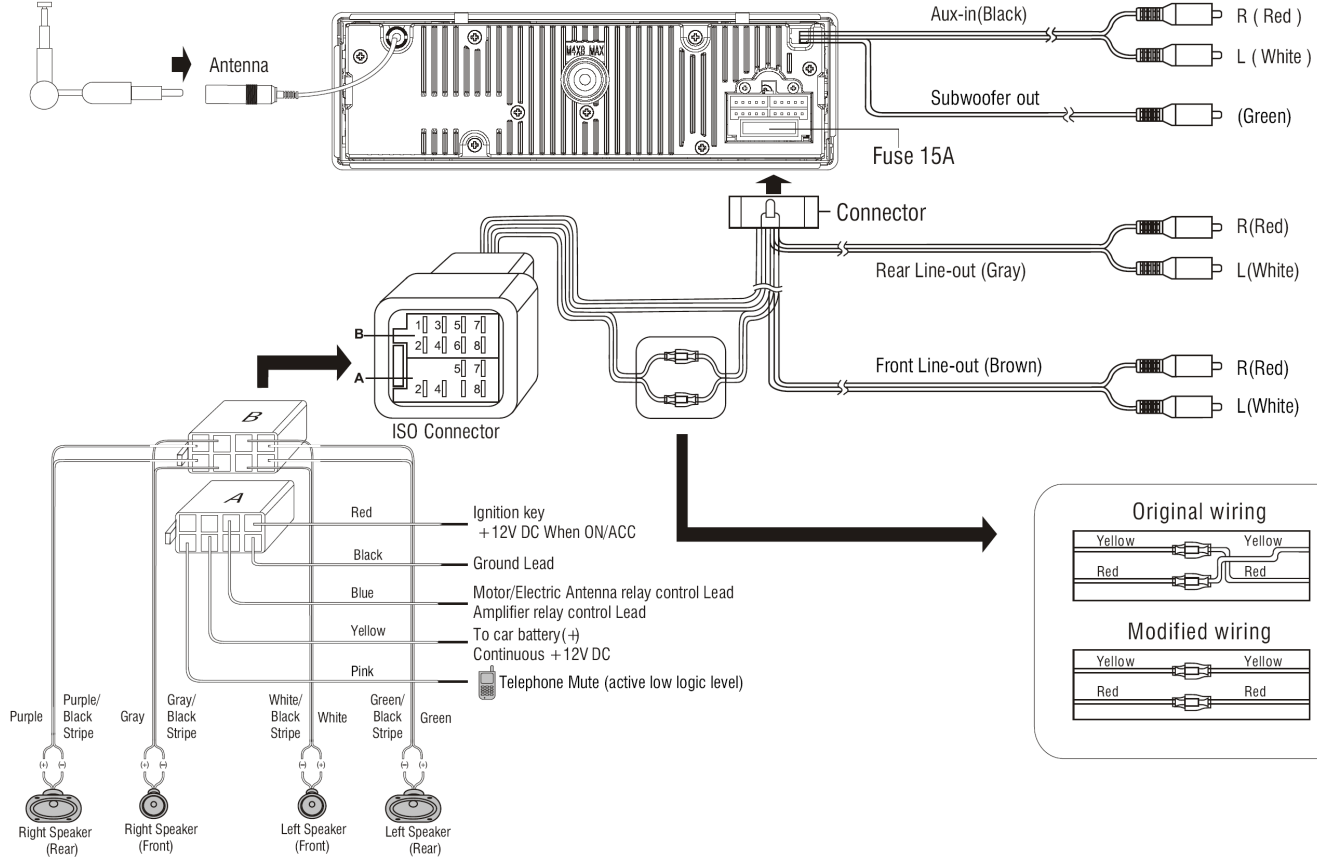 Aux-in(Black)
R ( Red )
L ( White )
Antenna
M4X8 MAX
Subwoofer out
(Green)
Fuse 15A
Connector
R(Red)
Rear Line-out (Gray)
L(White)
1 3 5 7
B
2 4 6 8
5 7
A
2 4 8
Front Line-out (Brown)
R(Red)
L(White)
ISO Connector
B
A
Red
Ignition key
+12V DC When ON/ACC
Black
Ground Lead
Blue
Motor/Electric Antenna relay control Lead
Amplifier relay control Lead
Yellow
To car battery(+)
Continuous +12V DC
Pink
Telephone Mute (active low logic level)
Original wiring
Yellow Yellow
Red Red
Modified wiring
Yellow Yellow
Red Red
Purple
Purple/
Black
Stripe
Gray
Gray/
Black
Stripe
White/
Black
Stripe
White
Green/
Black
Stripe
Green
(+) (-)
(+) (-)
(-) (+)
(-) (+)
Right Speaker
(Rear)
Right Speaker
(Front)
Left Speaker
(Front)
Left Speaker
(Rear)